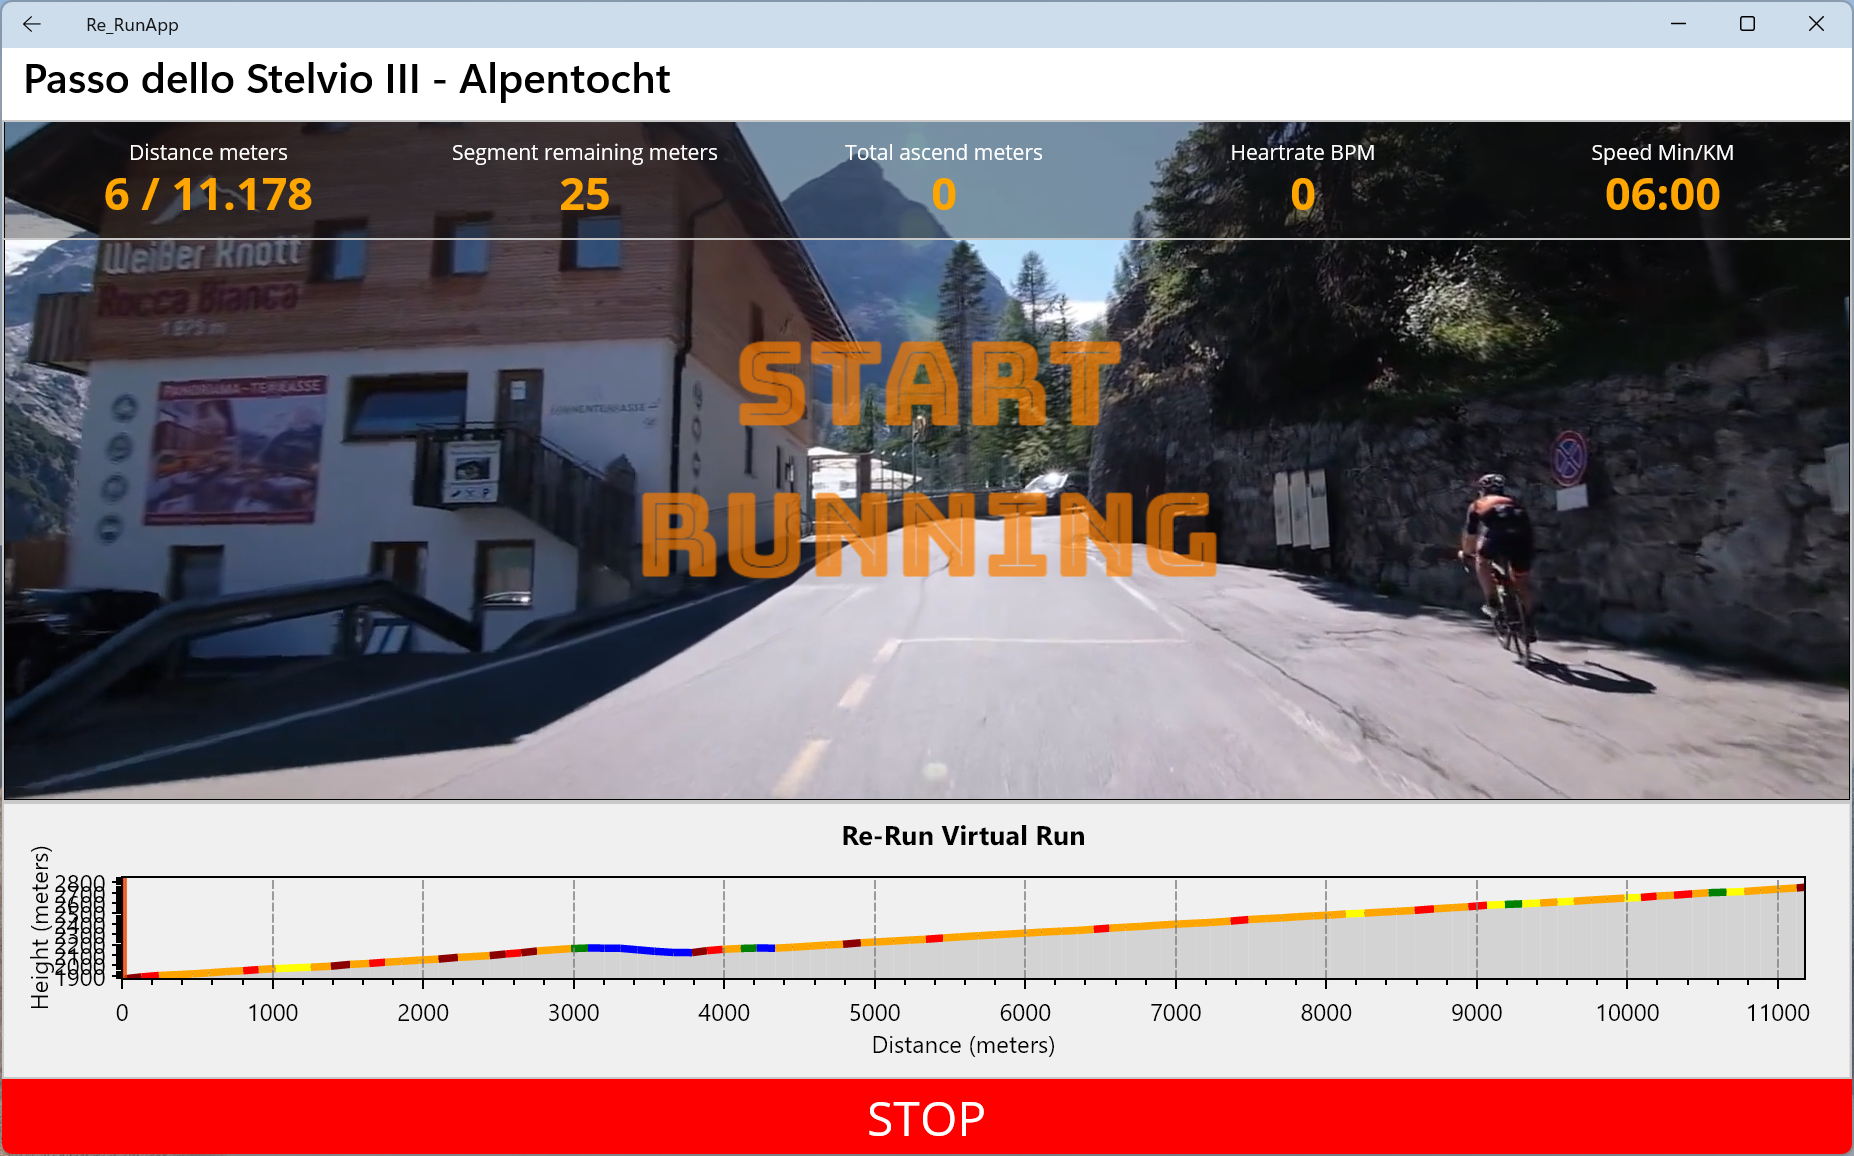 Re_RunApp
Passo dello Stelvio III - Alpentocht
Distance meters
6 / 11.178
Segment remaining meters
25
Total ascend meters
0
Heartrate BPM
0
Speed Min/KM
06:00
Weißer Knott
Rocca Bianca
PANORAMA-TERRASSE
START
RUNNING
Re-Run Virtual Run
Height (meters)
2800
2700
2600
2500
2400
2300
2200
2100
2000
1900
0 1000 2000 3000 4000 5000 6000 7000 8000 9000 10000 11000
Distance (meters)
STOP